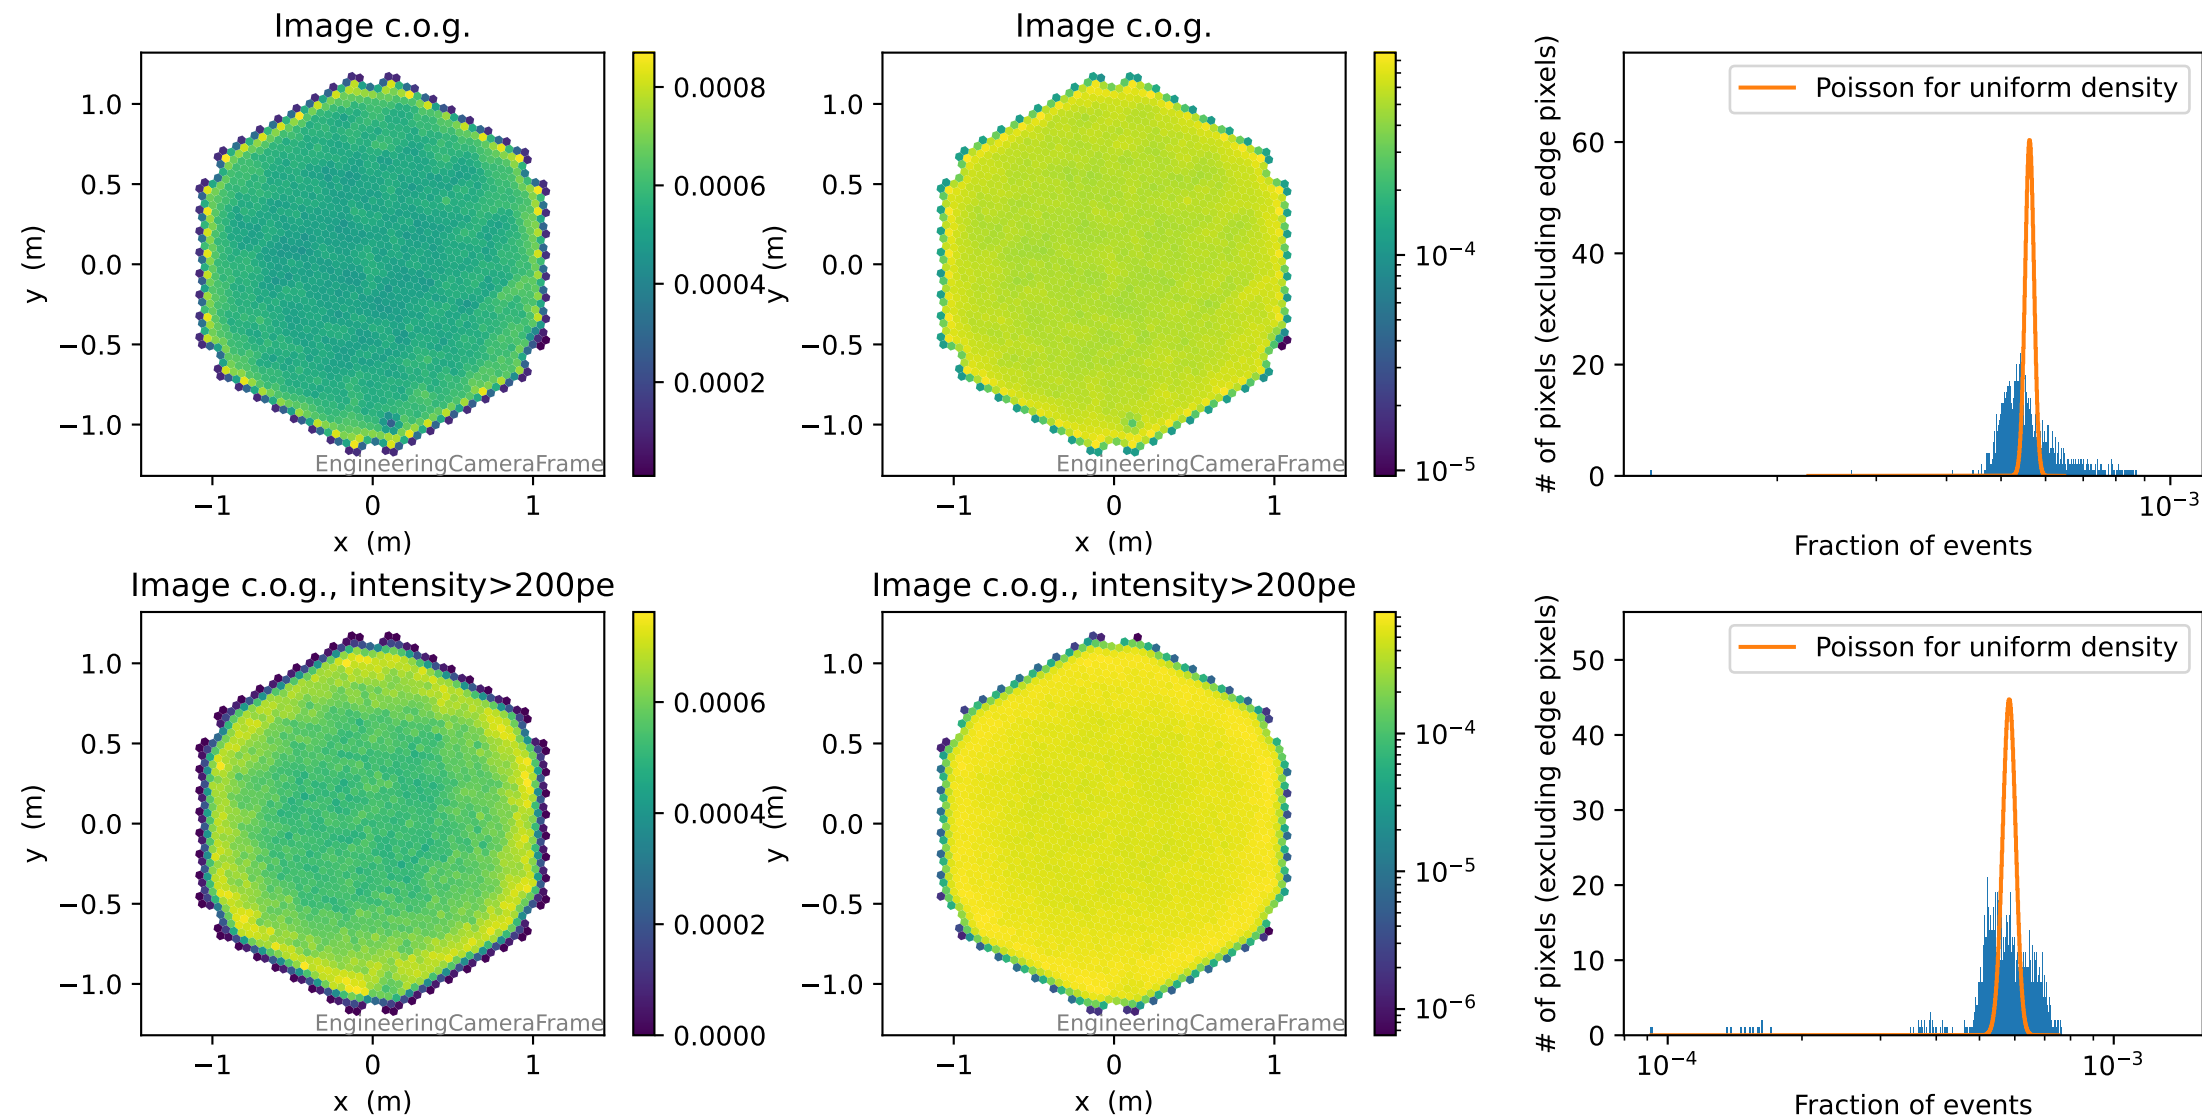 Image c.o.g.
y (m)
1.0
0.5
0.0
−0.5
−1.0
−1
0
1
x (m)
EngineeringCameraFrame
0.0008
0.0006
0.0004
0.0002
Image c.o.g.
y (m)
1.0
0.5
0.0
−0.5
−1.0
−1
0
1
x (m)
EngineeringCameraFrame
10⁻⁴
10⁻⁵
# of pixels (excluding edge pixels)
60
40
20
0
Poisson for uniform density
10⁻³
Fraction of events
Image c.o.g., intensity>200pe
y (m)
1.0
0.5
0.0
−0.5
−1.0
−1
0
1
x (m)
EngineeringCameraFrame
0.0006
0.0004
0.0002
0.0000
Image c.o.g., intensity>200pe
y (m)
1.0
0.5
0.0
−0.5
−1.0
−1
0
1
x (m)
EngineeringCameraFrame
10⁻⁴
10⁻⁵
10⁻⁶
# of pixels (excluding edge pixels)
50
40
30
20
10
0
Poisson for uniform density
10⁻⁴
10⁻³
Fraction of events